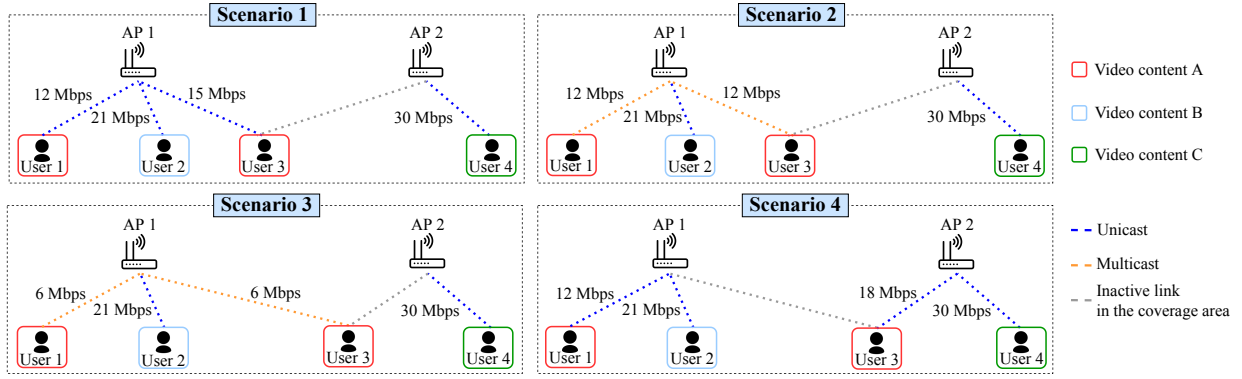 Scenario 1
AP 1
AP 2
12 Mbps
15 Mbps
21 Mbps
30 Mbps
User 1
User 2
User 3
User 4
Scenario 2
AP 1
AP 2
12 Mbps
12 Mbps
21 Mbps
30 Mbps
User 1
User 2
User 3
User 4
Video content A
Video content B
Video content C
Scenario 3
AP 1
AP 2
6 Mbps
6 Mbps
21 Mbps
30 Mbps
User 1
User 2
User 3
User 4
Scenario 4
AP 1
AP 2
12 Mbps
18 Mbps
21 Mbps
30 Mbps
User 1
User 2
User 3
User 4
Unicast
Multicast
Inactive link
in the coverage area